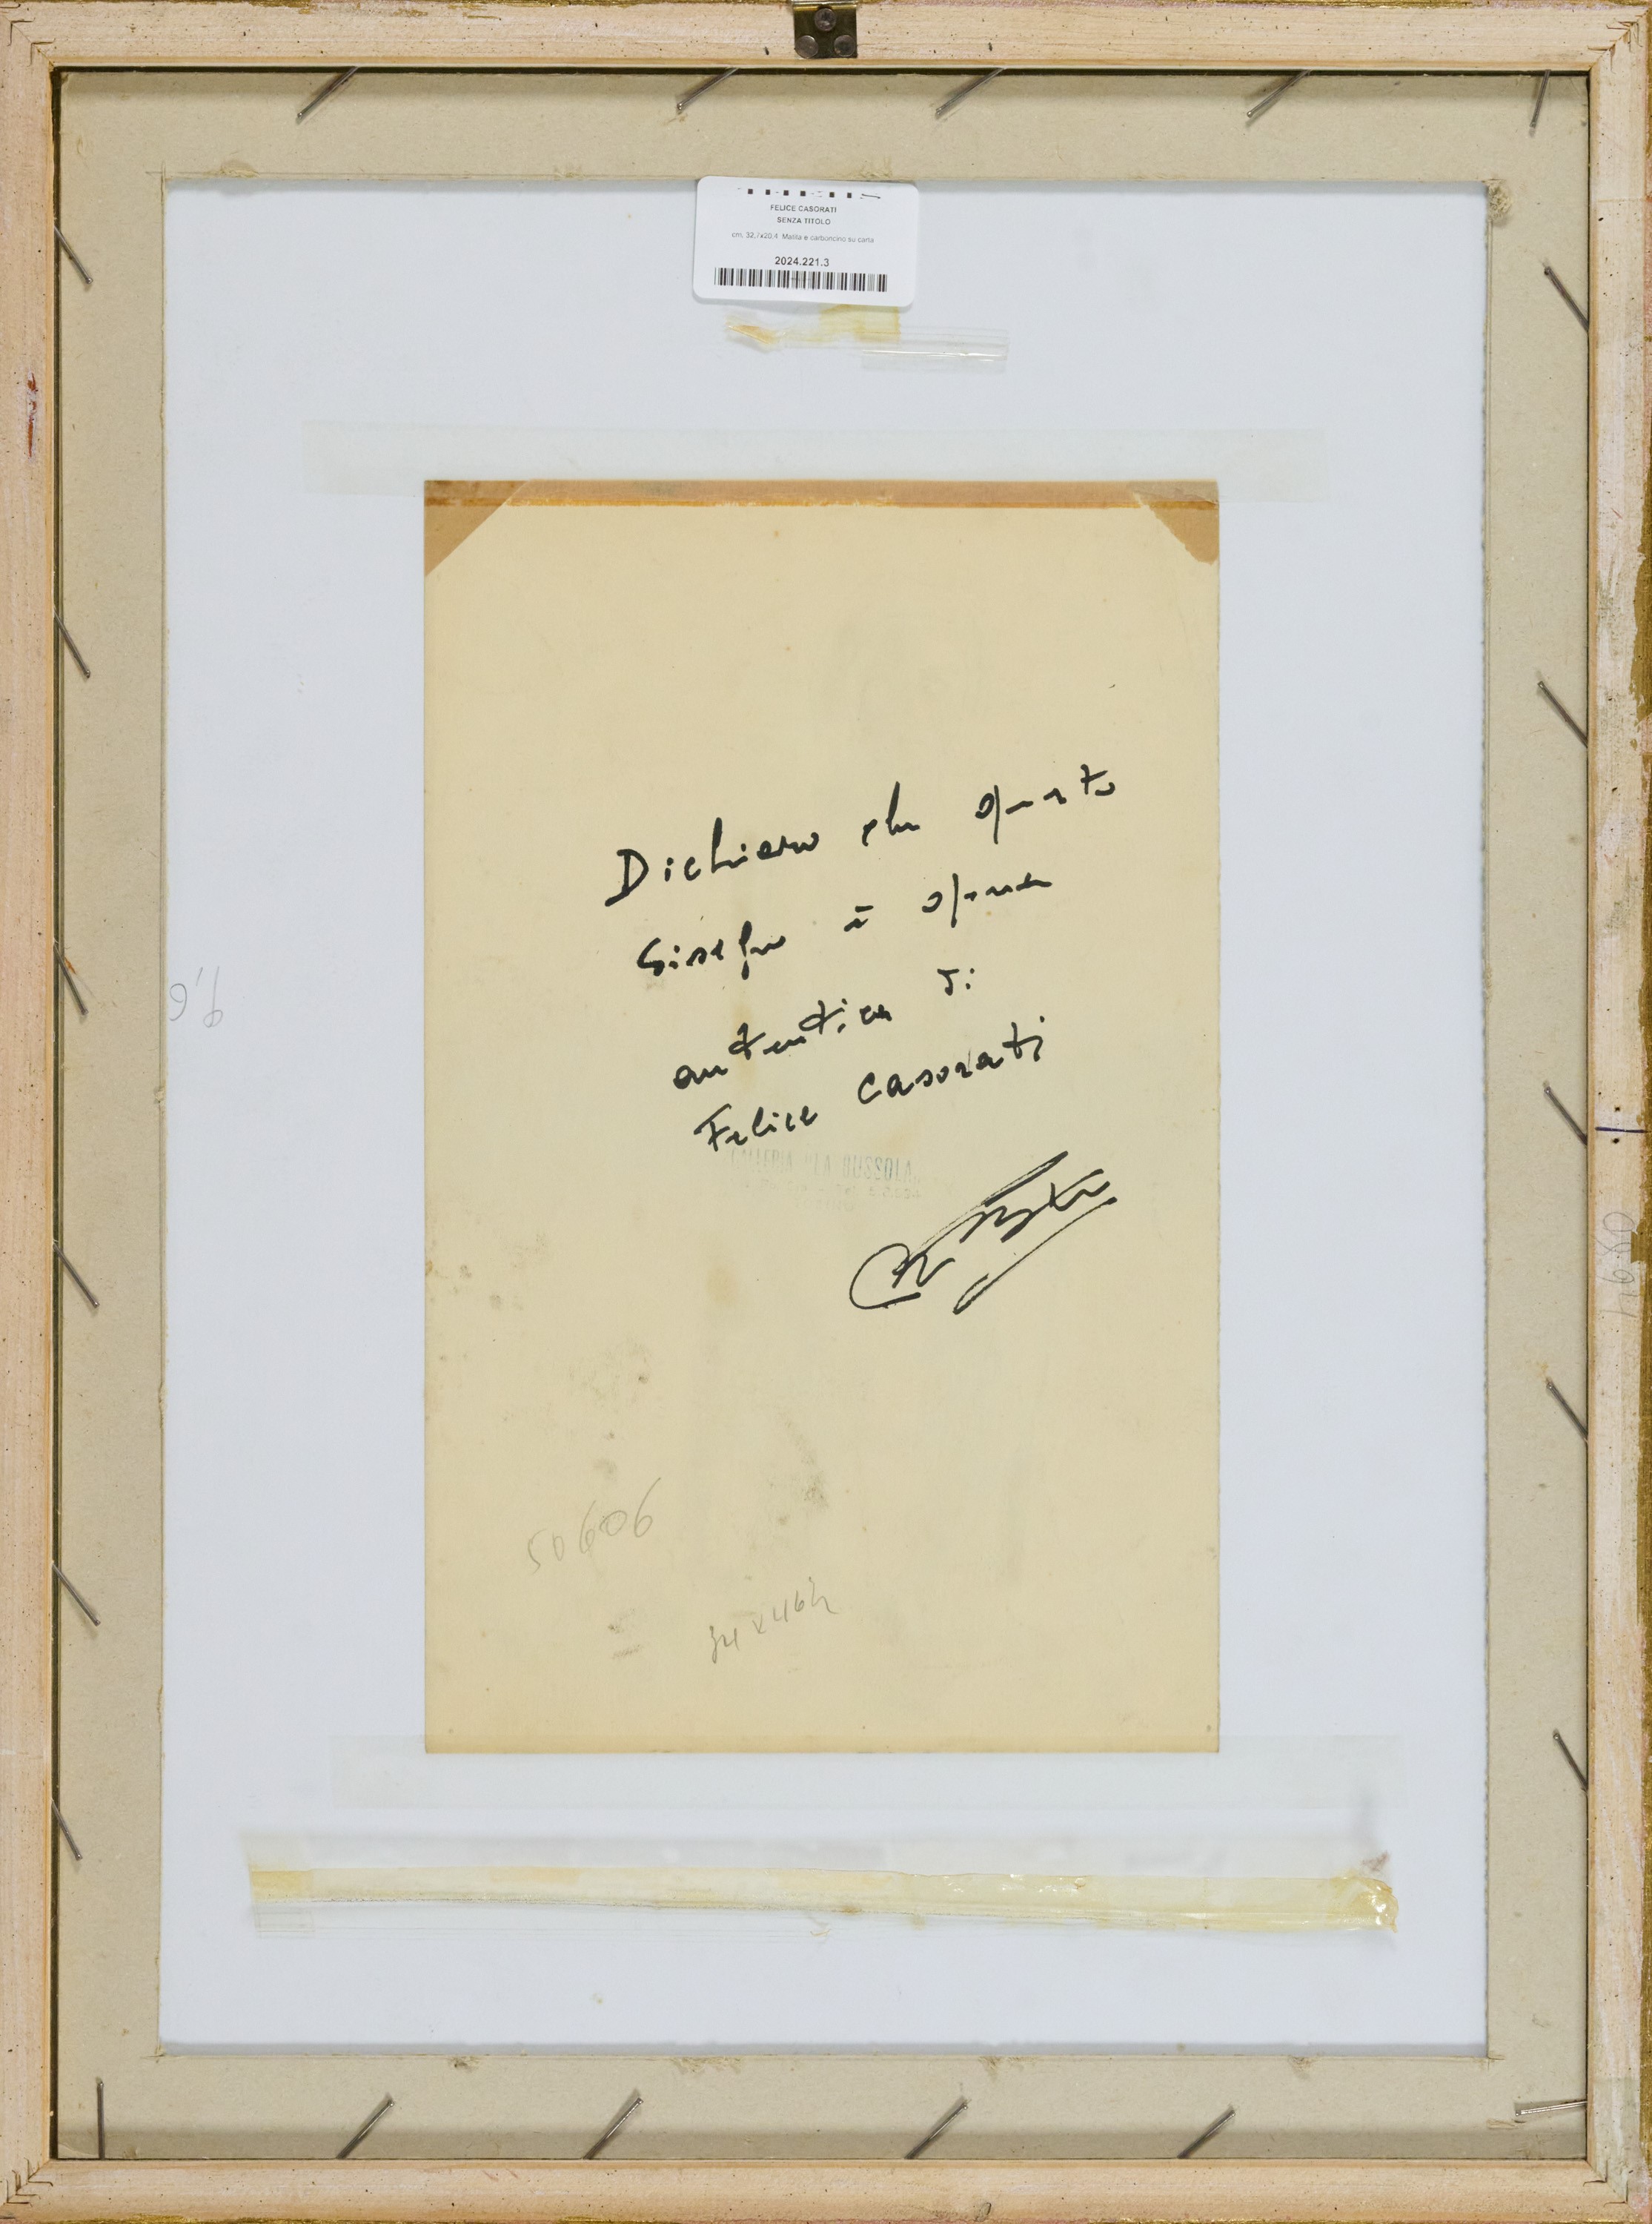 FELICE CASORATI
SENZA TITOLO
cm. 32,7x20,4 Matita e carboncino su carta
2024.221.3
Dichiaro che questo
disegno è opera
autentica di
Felice Casorati
GALLERIA LA BUSSOLA
50606
34x46h